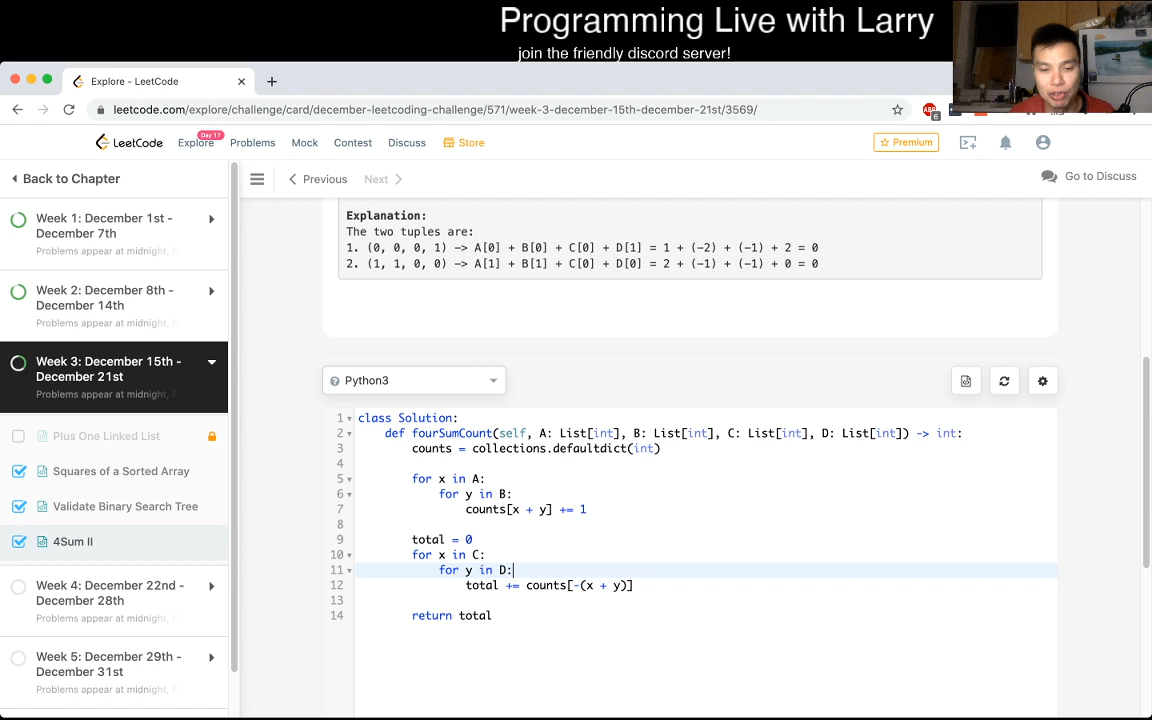 Programming Live with Larry
join the friendly discord server!
Explore - LeetCode
leetcode.com/explore/challenge/card/december-leetcoding-challenge/571/week-3-december-15th-december-21st/3569/
6
LeetCode
Explore
Day 17
Problems
Mock
Contest
Discuss
Store
Premium
Back to Chapter
Previous
Next
Go to Discuss
Week 1: December 1st -
December 7th
Problems appear at midnight,
Week 2: December 8th -
December 14th
Problems appear at midnight,
Week 3: December 15th -
December 21st
Problems appear at midnight,
Plus One Linked List
Squares of a Sorted Array
Validate Binary Search Tree
4Sum II
Week 4: December 22nd -
December 28th
Problems appear at midnight,
Week 5: December 29th -
December 31st
Problems appear at midnight,
Explanation:
The two tuples are:
1. (0, 0, 0, 1) -> A[0] + B[0] + C[0] + D[1] = 1 + (-2) + (-1) + 2 = 0
2. (1, 1, 0, 0) -> A[1] + B[1] + C[0] + D[0] = 2 + (-1) + (-1) + 0 = 0
Python3
1 class Solution:
2 def fourSumCount(self, A: List[int], B: List[int], C: List[int], D: List[int]) -> int:
3 counts = collections.defaultdict(int)
4
5 for x in A:
6 for y in B:
7 counts[x + y] += 1
8
9 total = 0
10 for x in C:
11 for y in D:
12 total += counts[-(x + y)]
13
14 return total